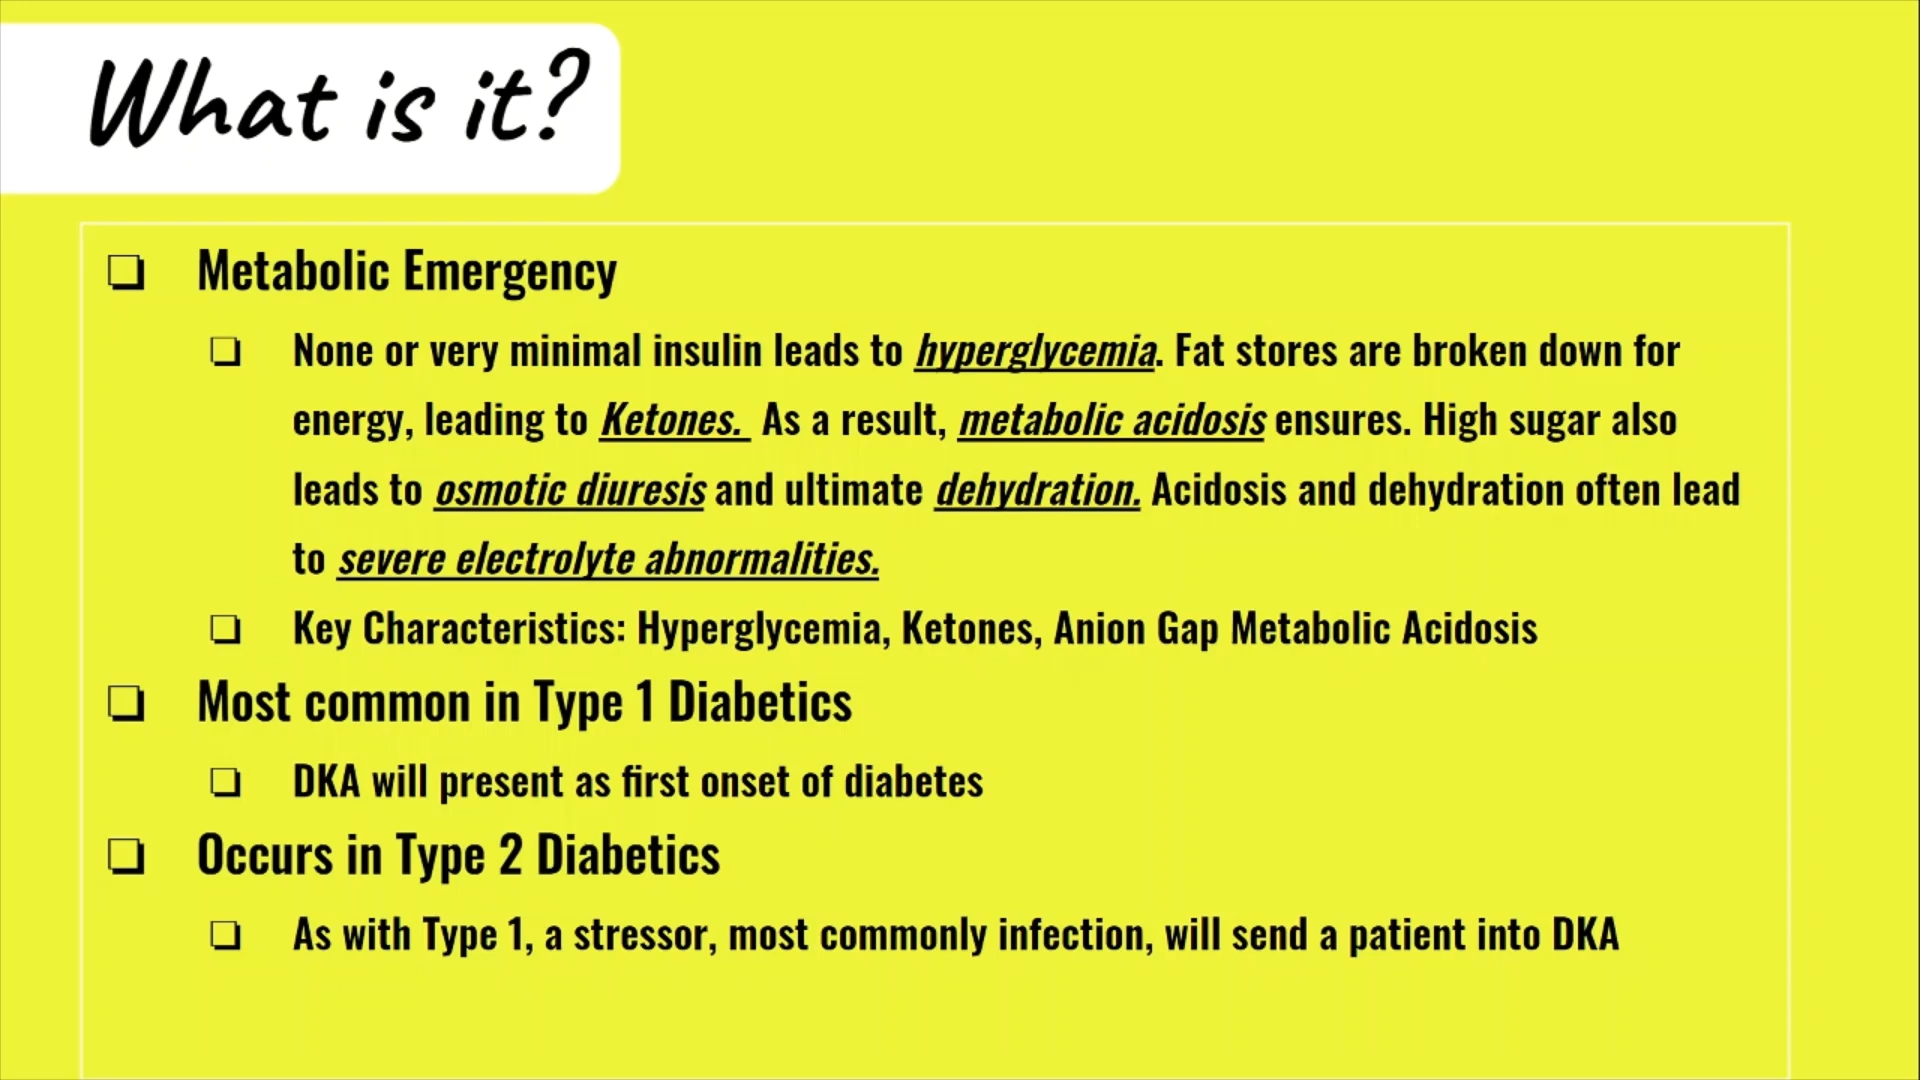 What is it?
❏ Metabolic Emergency
❏ None or very minimal insulin leads to hyperglycemia. Fat stores are broken down for
energy, leading to Ketones. As a result, metabolic acidosis ensures. High sugar also
leads to osmotic diuresis and ultimate dehydration. Acidosis and dehydration often lead
to severe electrolyte abnormalities.
❏ Key Characteristics: Hyperglycemia, Ketones, Anion Gap Metabolic Acidosis
❏ Most common in Type 1 Diabetics
❏ DKA will present as first onset of diabetes
❏ Occurs in Type 2 Diabetics
❏ As with Type 1, a stressor, most commonly infection, will send a patient into DKA